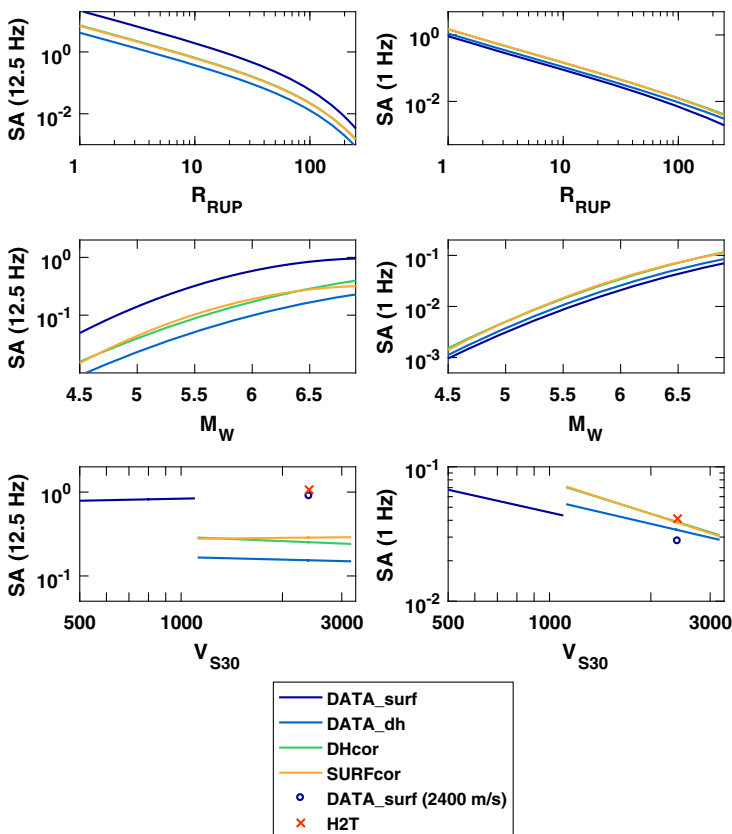 SA (12.5 Hz)
10^0
10^-2
1
10
100
R_RUP
SA (1 Hz)
10^0
10^-2
1
10
100
R_RUP
SA (12.5 Hz)
10^0
10^-1
4.5
5
5.5
6
6.5
M_W
SA (1 Hz)
10^-1
10^-2
10^-3
4.5
5
5.5
6
6.5
M_W
SA (12.5 Hz)
10^0
10^-1
500
1000
3000
V_S30
SA (1 Hz)
10^-1
10^-2
500
1000
3000
V_S30
DATA_surf
DATA_dh
DHcor
SURFcor
DATA_surf (2400 m/s)
H2T